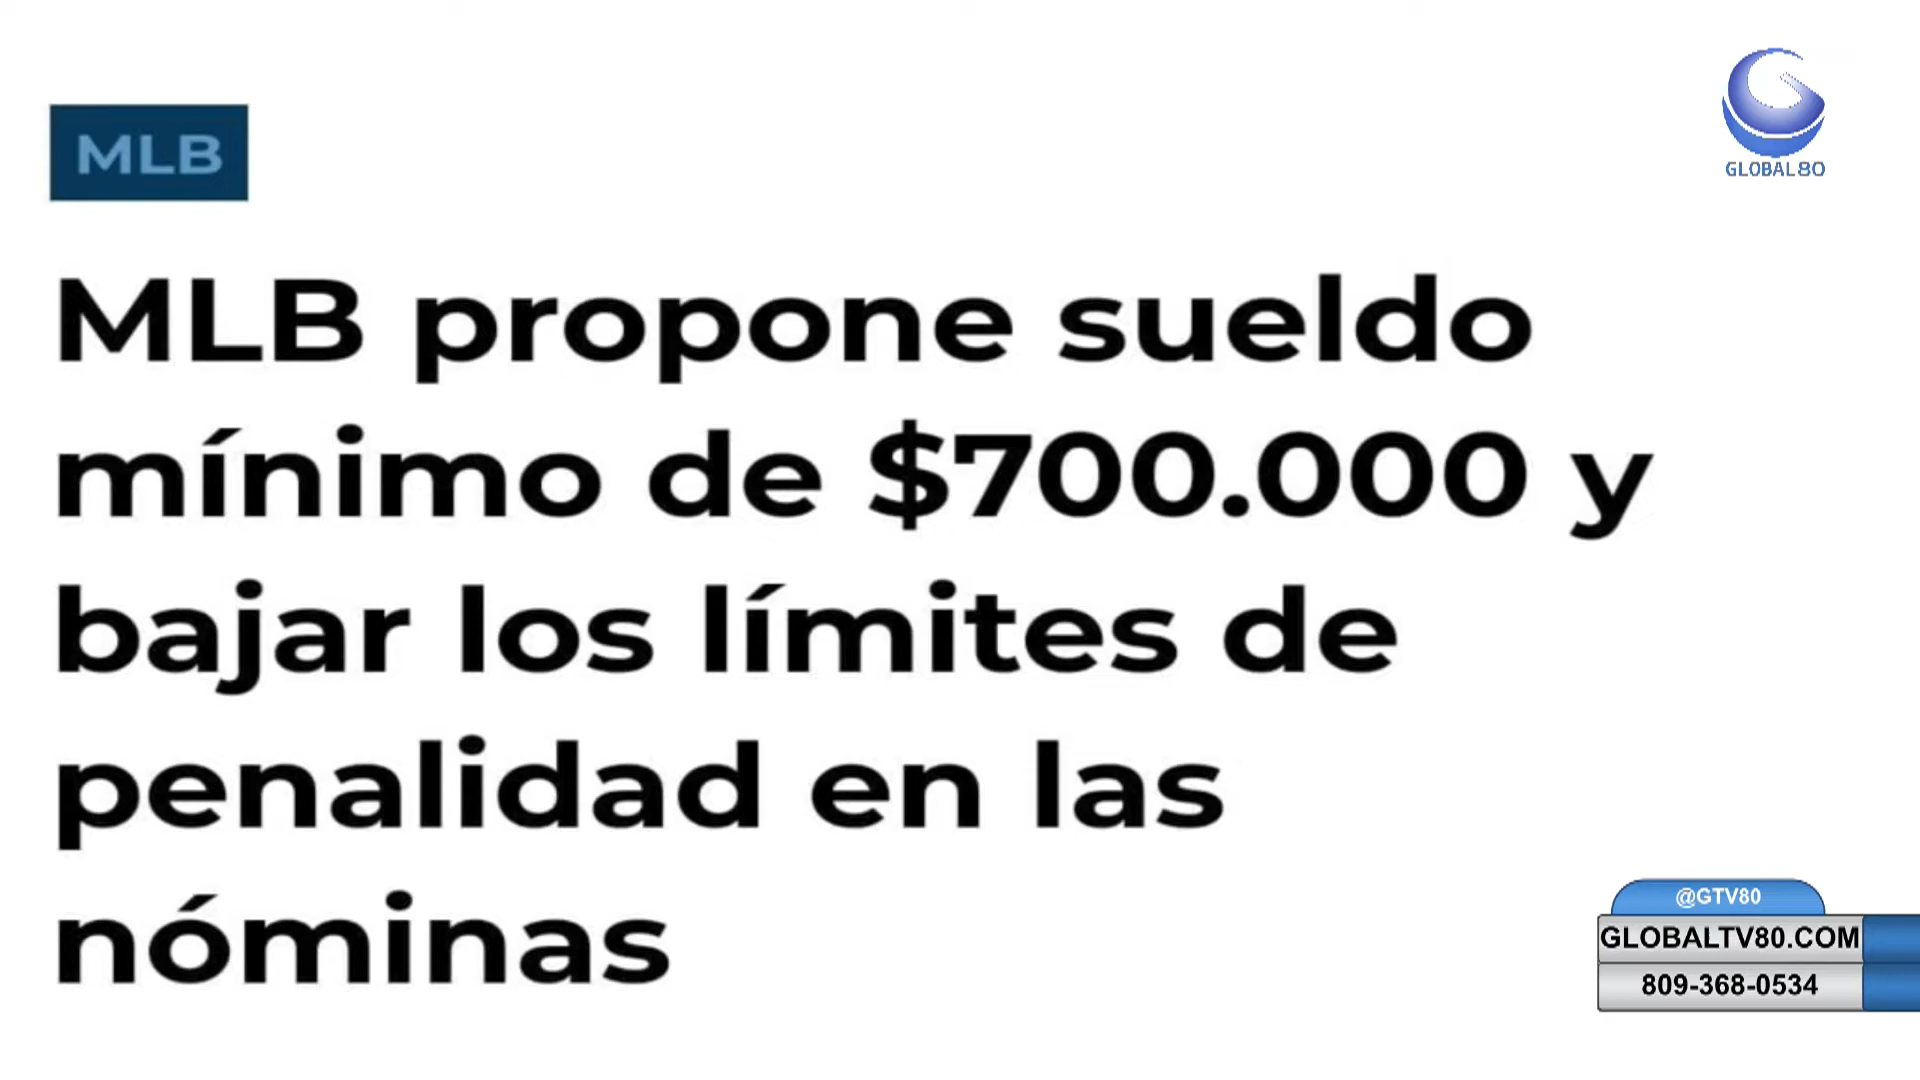 MLB
GLOBAL80
MLB propone sueldo
mínimo de $700.000 y
bajar los límites de
penalidad en las
nóminas
@GTV80
GLOBALTV80.COM
809-368-0534